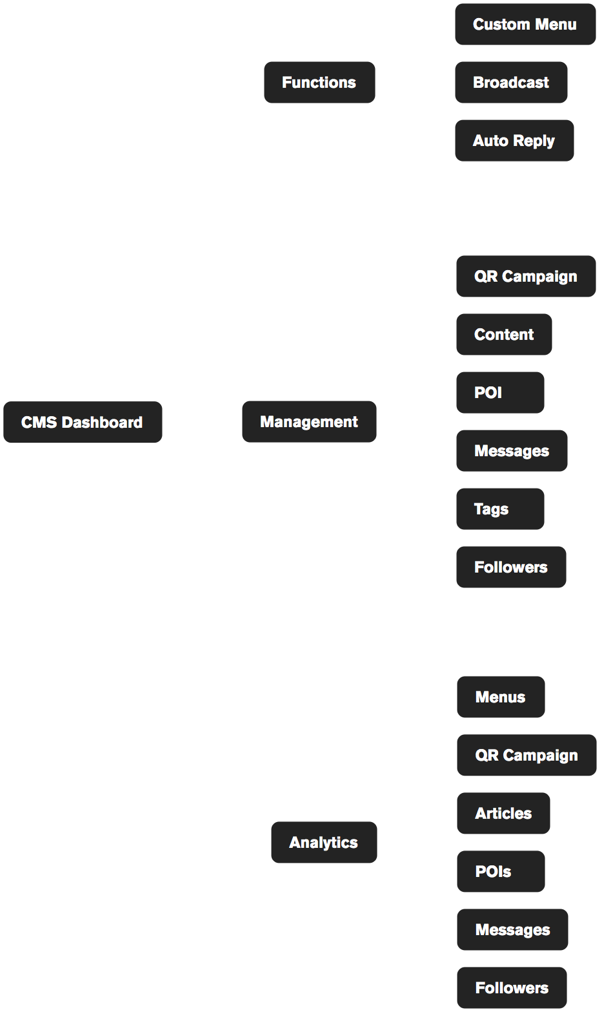 CMS Dashboard
Functions
Custom Menu
Broadcast
Auto Reply
Management
QR Campaign
Content
POI
Messages
Tags
Followers
Analytics
Menus
QR Campaign
Articles
POIs
Messages
Followers